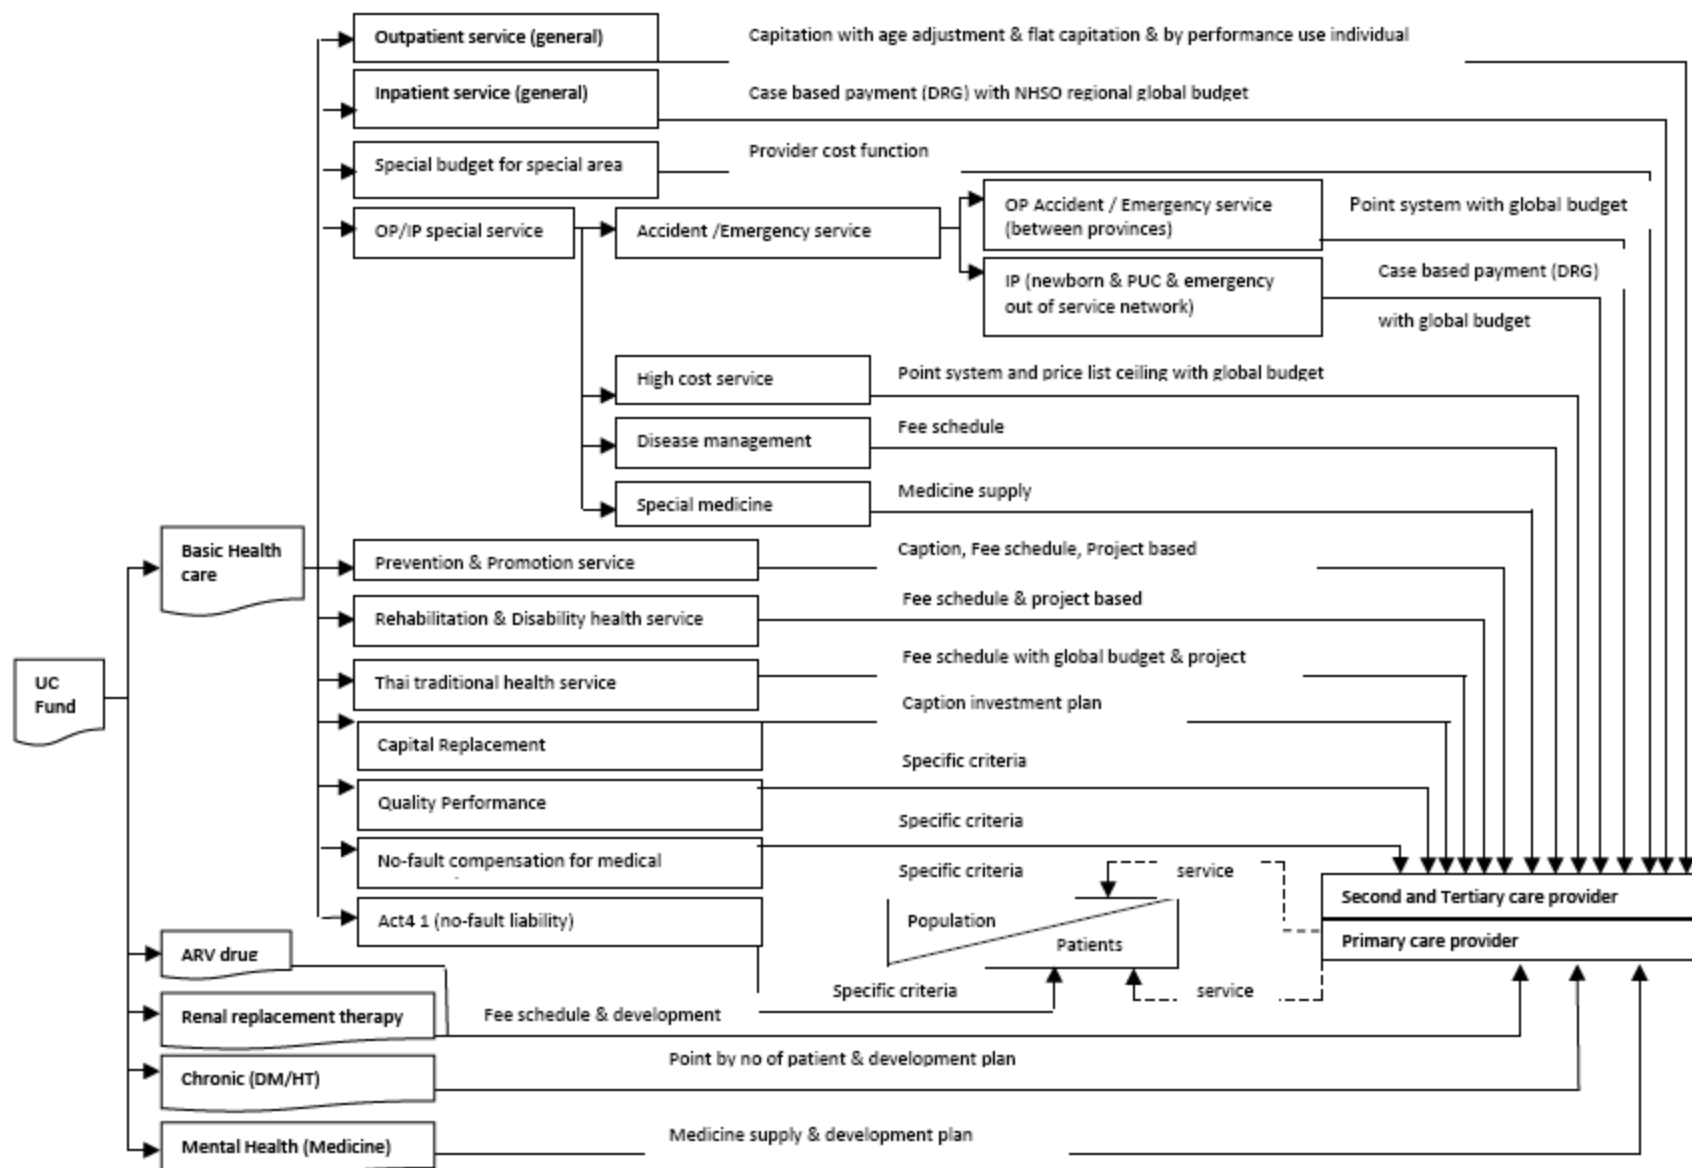 Outpatient service (general)
Capitation with age adjustment & flat capitation & by performance use individual
Inpatient service (general)
Case based payment (DRG) with NHSO regional global budget
Special budget for special area
Provider cost function
OP/IP special service
Accident /Emergency service
OP Accident / Emergency service
(between provinces)
Point system with global budget
IP (newborn & PUC & emergency
out of service network)
Case based payment (DRG)
with global budget
High cost service
Point system and price list ceiling with global budget
Disease management
Fee schedule
Special medicine
Medicine supply
Basic Health
care
Prevention & Promotion service
Caption, Fee schedule, Project based
Rehabilitation & Disability health service
Fee schedule & project based
Thai traditional health service
Fee schedule with global budget & project
UC
Fund
Capital Replacement
Caption investment plan
Quality Performance
Specific criteria
No-fault compensation for medical
Specific criteria
Specific criteria
service
Act4 1 (no-fault liability)
Population
Patients
Second and Tertiary care provider
Primary care provider
ARV drug
Specific criteria
service
Renal replacement therapy
Fee schedule & development
Chronic (DM/HT)
Point by no of patient & development plan
Mental Health (Medicine)
Medicine supply & development plan